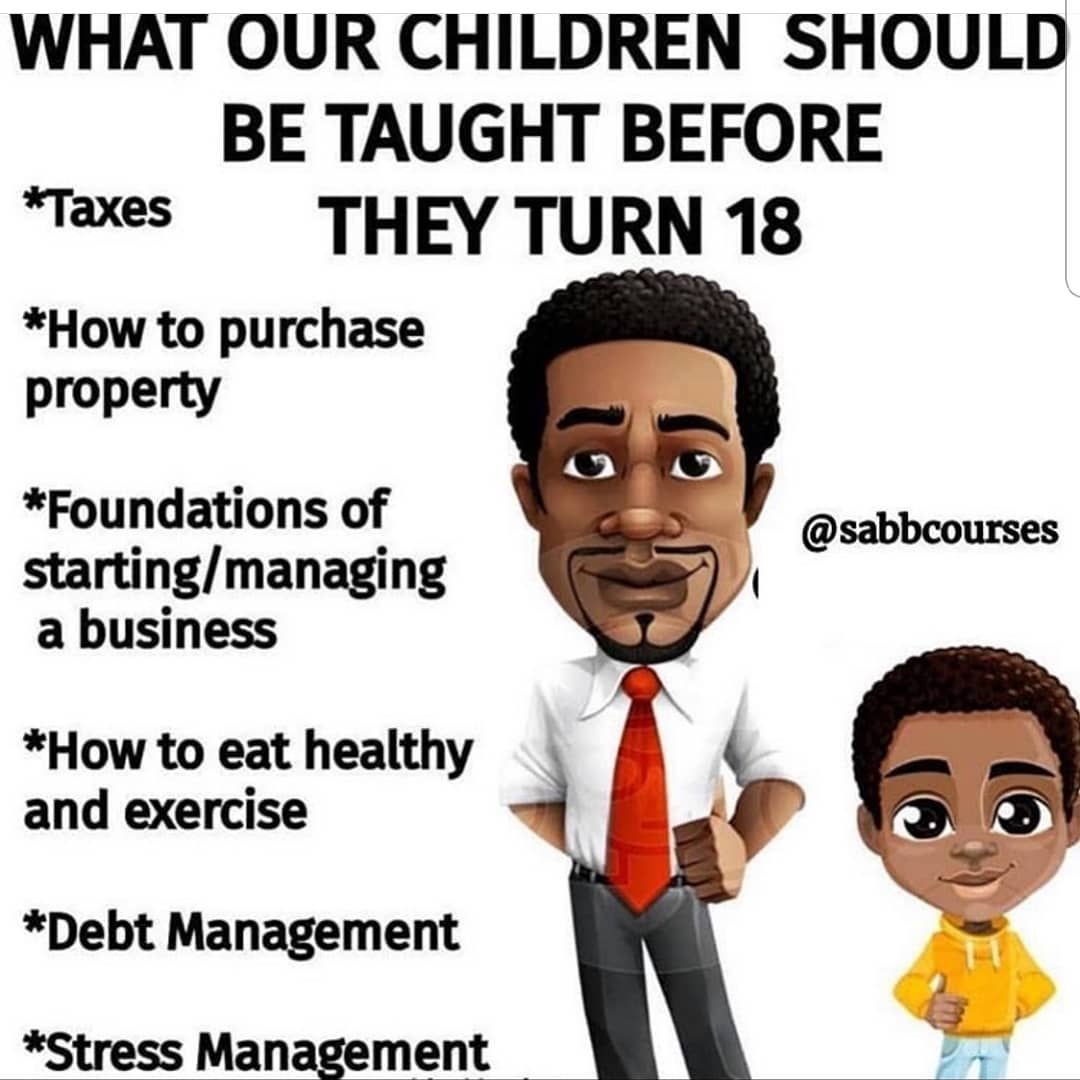 WHAT OUR CHILDREN SHOULD
BE TAUGHT BEFORE
THEY TURN 18
*Taxes
*How to purchase
property
*Foundations of
starting/managing
a business
@sabbcourses
*How to eat healthy
and exercise
*Debt Management
*Stress Management